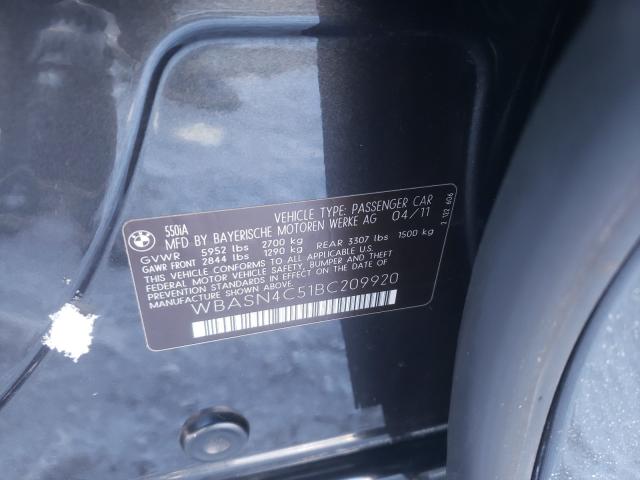 BMW
550iA
VEHICLE TYPE: PASSENGER CAR
MFD BY BAYERISCHE MOTOREN WERKE AG 04/11
GVWR 5952 lbs 2700 kg
GAWR FRONT 2844 lbs 1290 kg REAR 3307 lbs 1500 kg
THIS VEHICLE CONFORMS TO ALL APPLICABLE
FEDERAL MOTOR VEHICLE SAFETY, BUMPER AND THEFT
PREVENTION STANDARDS IN EFFECT ON THE DATE OF
MANUFACTURE SHOWN ABOVE.
WBASN4C51BC209920